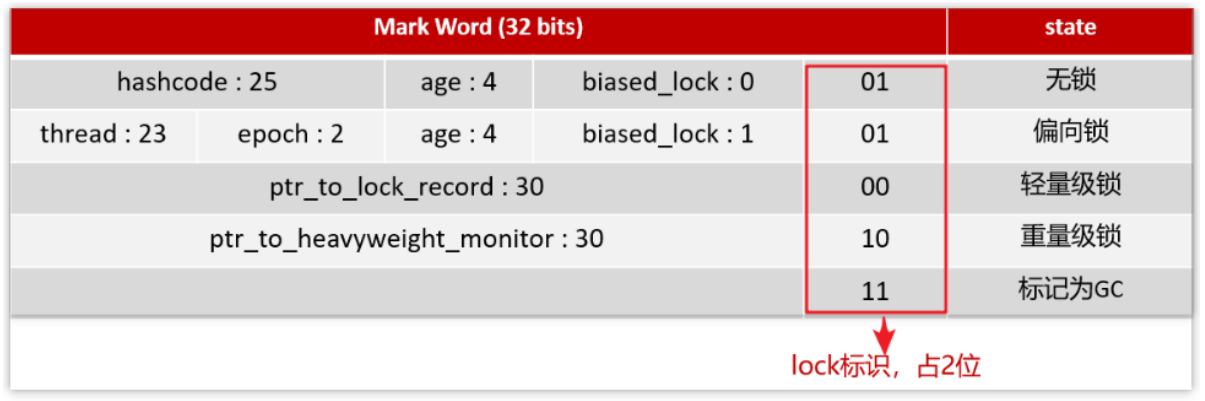 Mark Word (32 bits) state
hashcode : 25 age : 4 biased_lock : 0 01 无锁
thread : 23 epoch : 2 age : 4 biased_lock : 1 01 偏向锁
ptr_to_lock_record : 30 00 轻量级锁
ptr_to_heavyweight_monitor : 30 10 重量级锁
11 标记为GC
lock标识，占2位